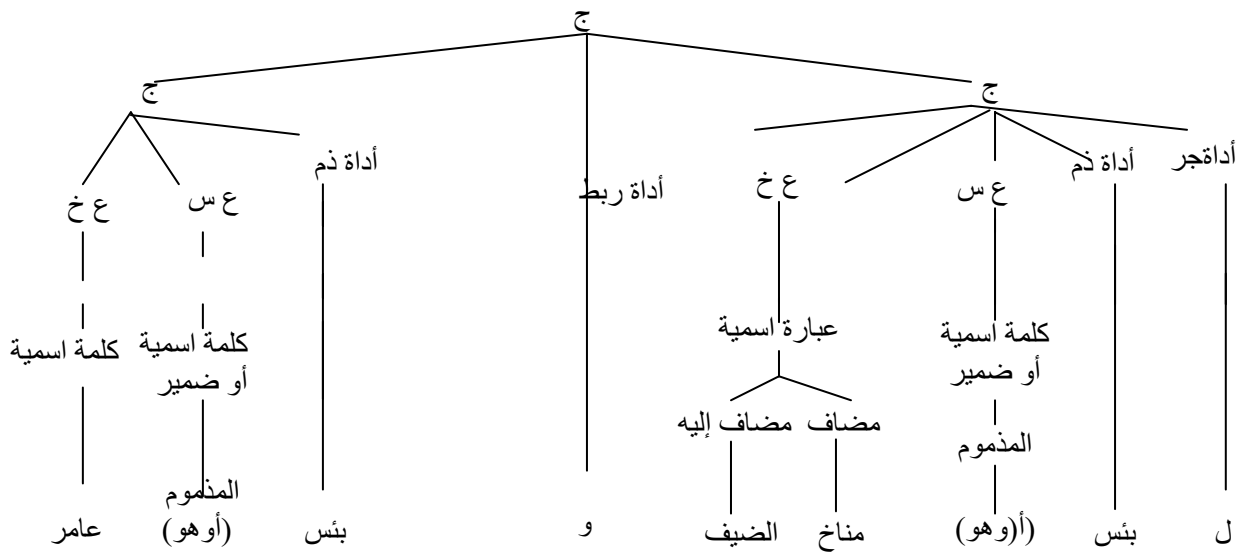 ج
ج
ج
أداةجر
أداة ذم
ع س
ع خ
أداة ربط
أداة ذم
ع س
ع خ
كلمة اسمية
أو ضمير
عبارة اسمية
كلمة اسمية
أو ضمير
كلمة اسمية
مضاف
مضاف إليه
المذموم
المذموم
ل
بئس
أ(وهو)
مناخ
الضيف
و
بئس
(أوهو)
عامر